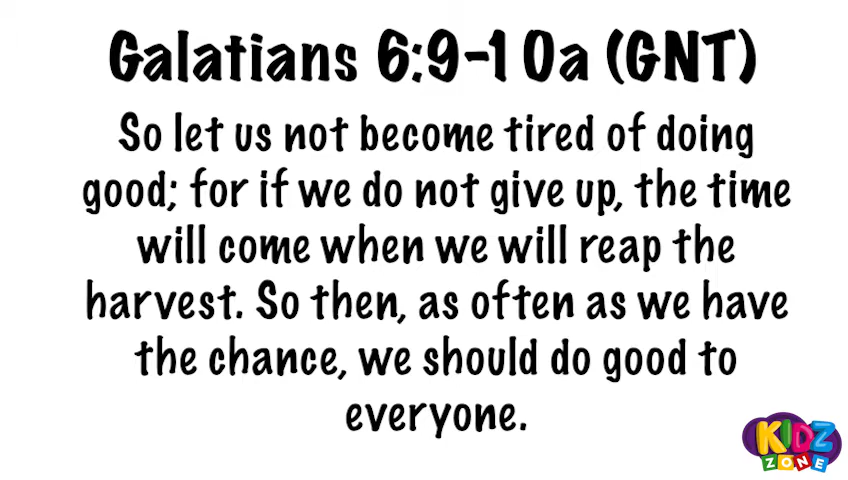 Galatians 6:9-10a (GNT)
So let us not become tired of doing
good; for if we do not give up, the time
will come when we will reap the
harvest. So then, as often as we have
the chance, we should do good to
everyone.
KIDZ
ZONE